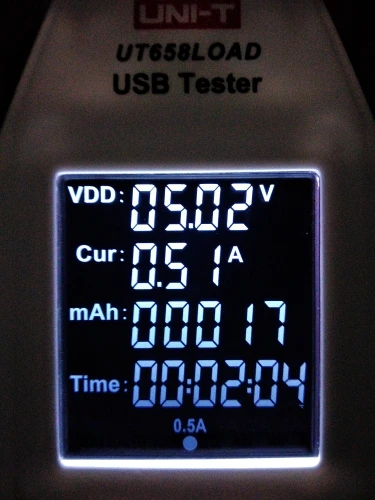 UNI-T
UT658LOAD
USB Tester
VDD: 05.02 V
Cur: 0.51 A
mAh: 00017
Time: 00:02:04
0.5A